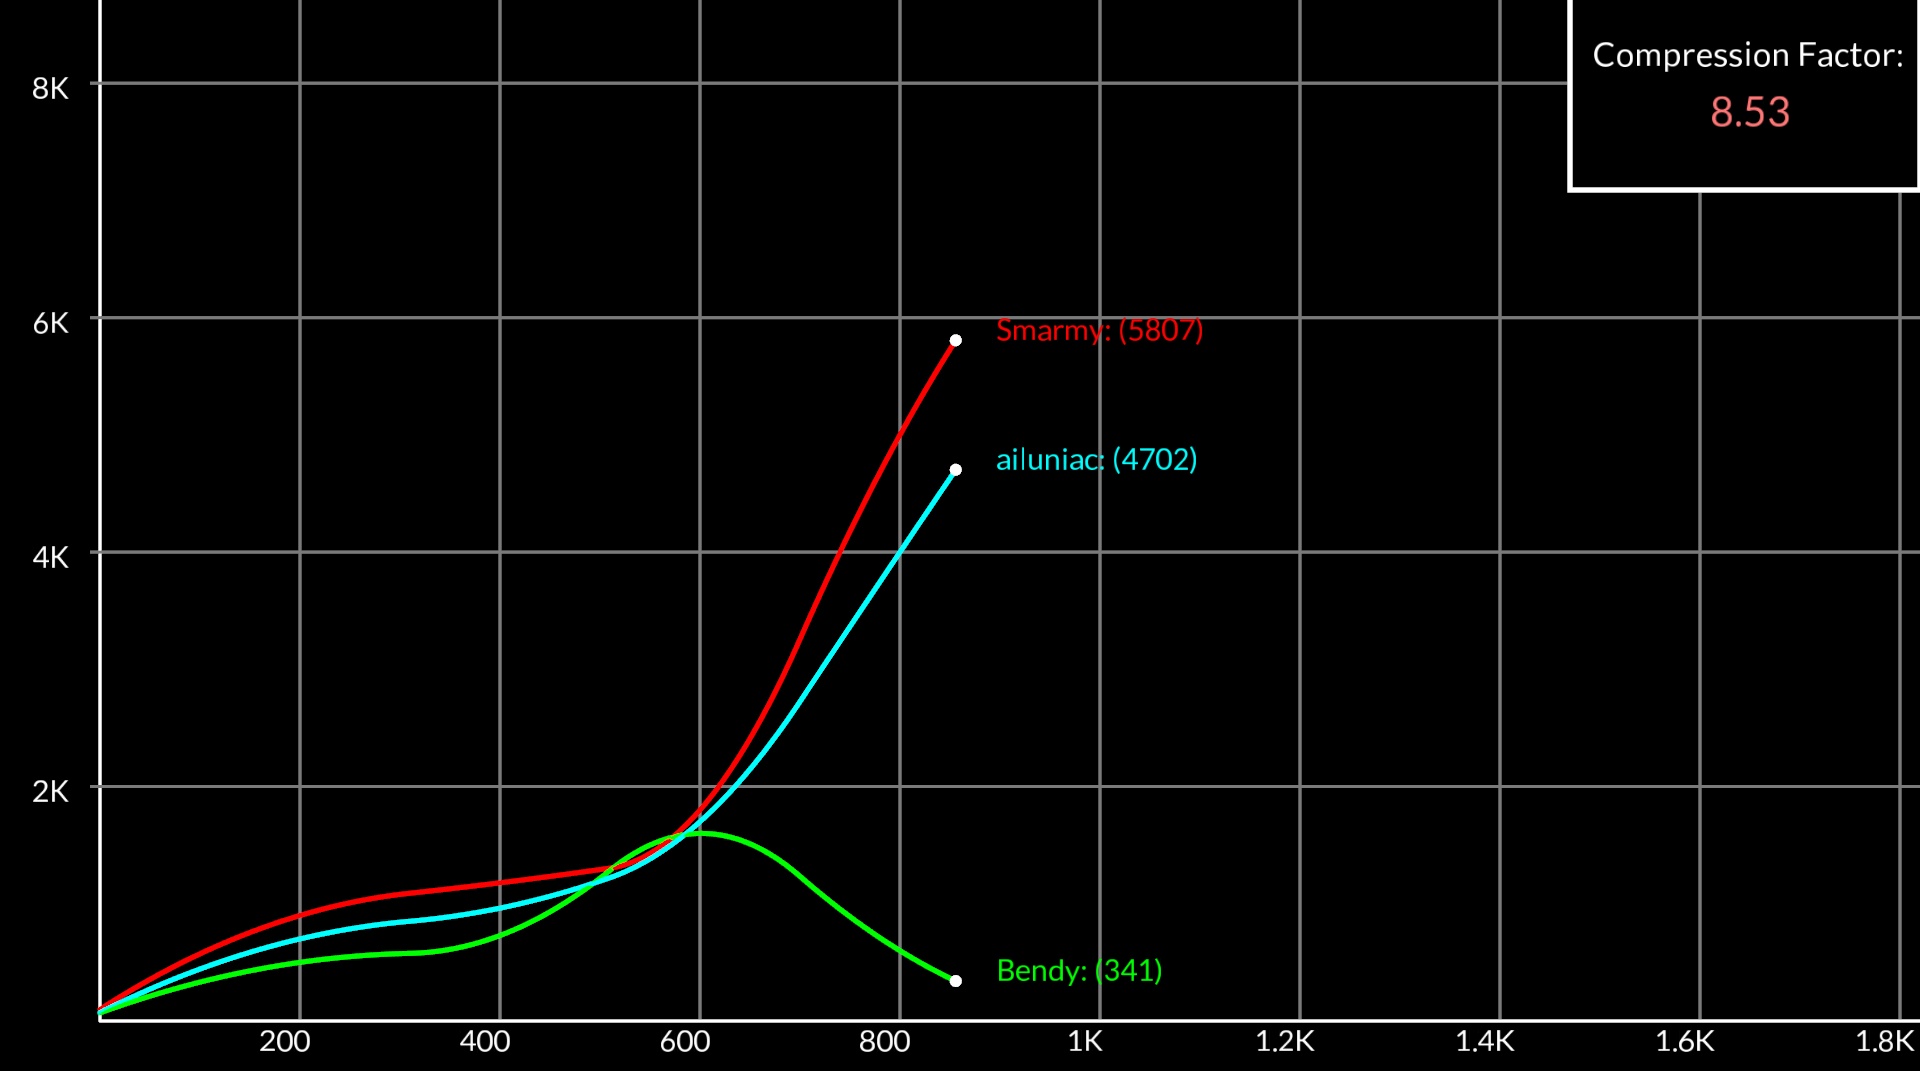 Compression Factor:
8.53
8K
6K
4K
2K
Smarmy: (5807)
ailuniac: (4702)
Bendy: (341)
200 400 600 800 1K 1.2K 1.4K 1.6K 1.8K